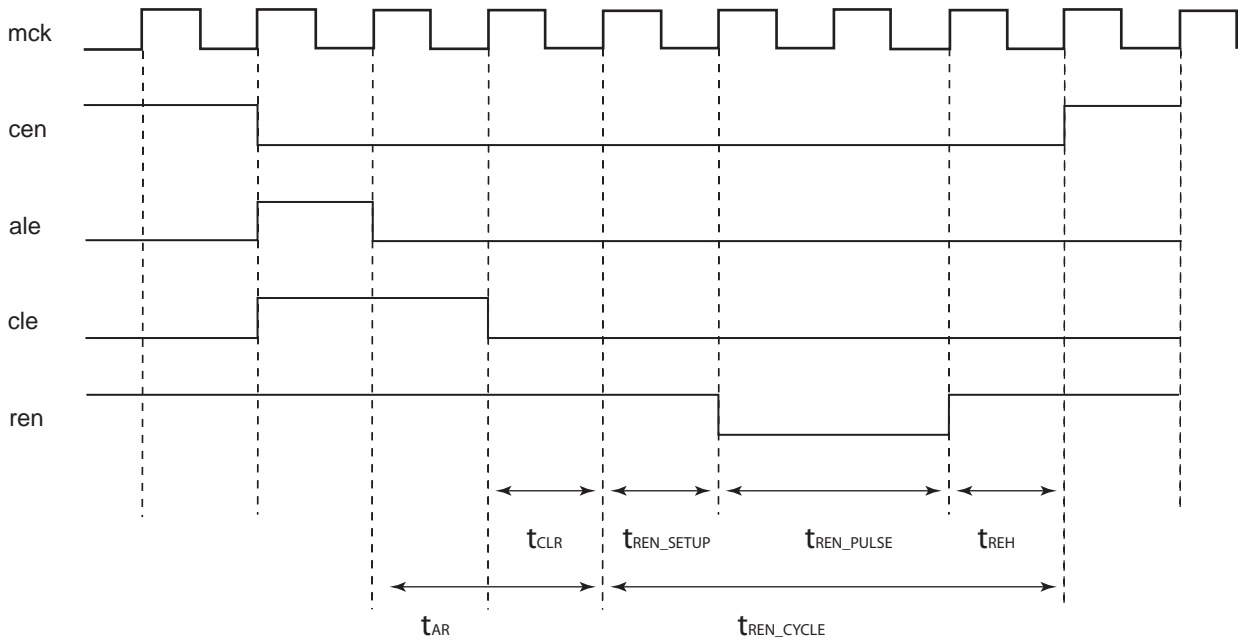 mck
cen
ale
cle
ren
tCLR tREN_SETUP tREN_PULSE tREH
tAR tREN_CYCLE